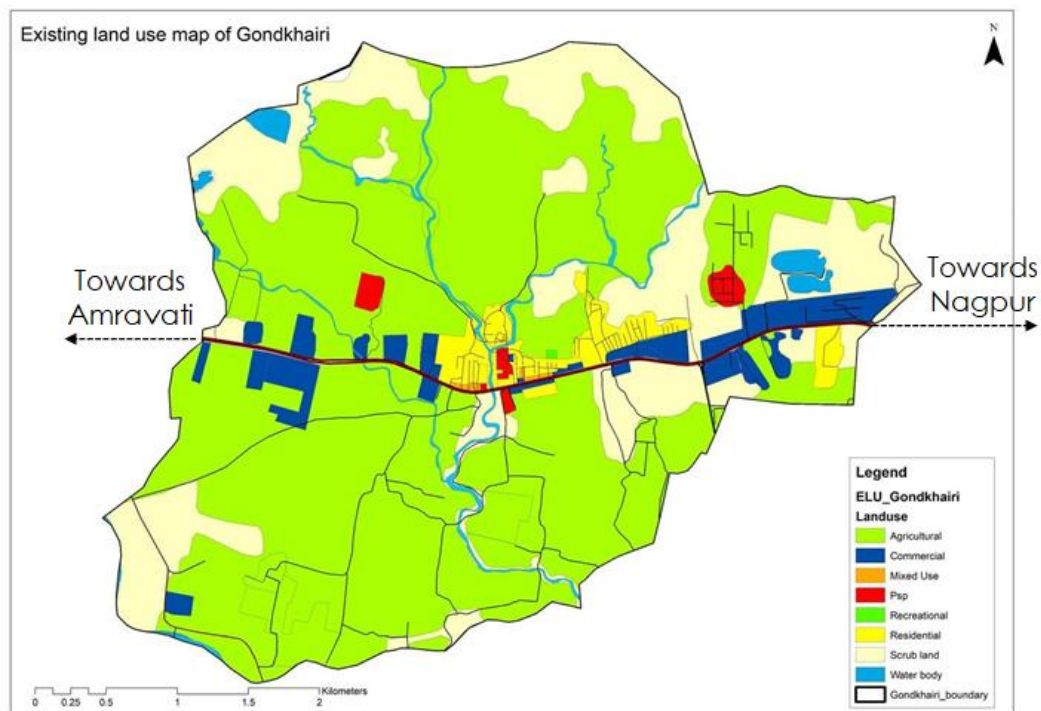 Existing land use map of Gondkhairi
N
Towards
Amravati
Towards
Nagpur
Legend
ELU_Gondkhairi
Landuse
Agricultural
Commercial
Mixed Use
Psp
Recreational
Residential
Scrub land
Water body
Gondkhairi_boundary
Kilometers
0 0.25 0.5 1 1.5 2